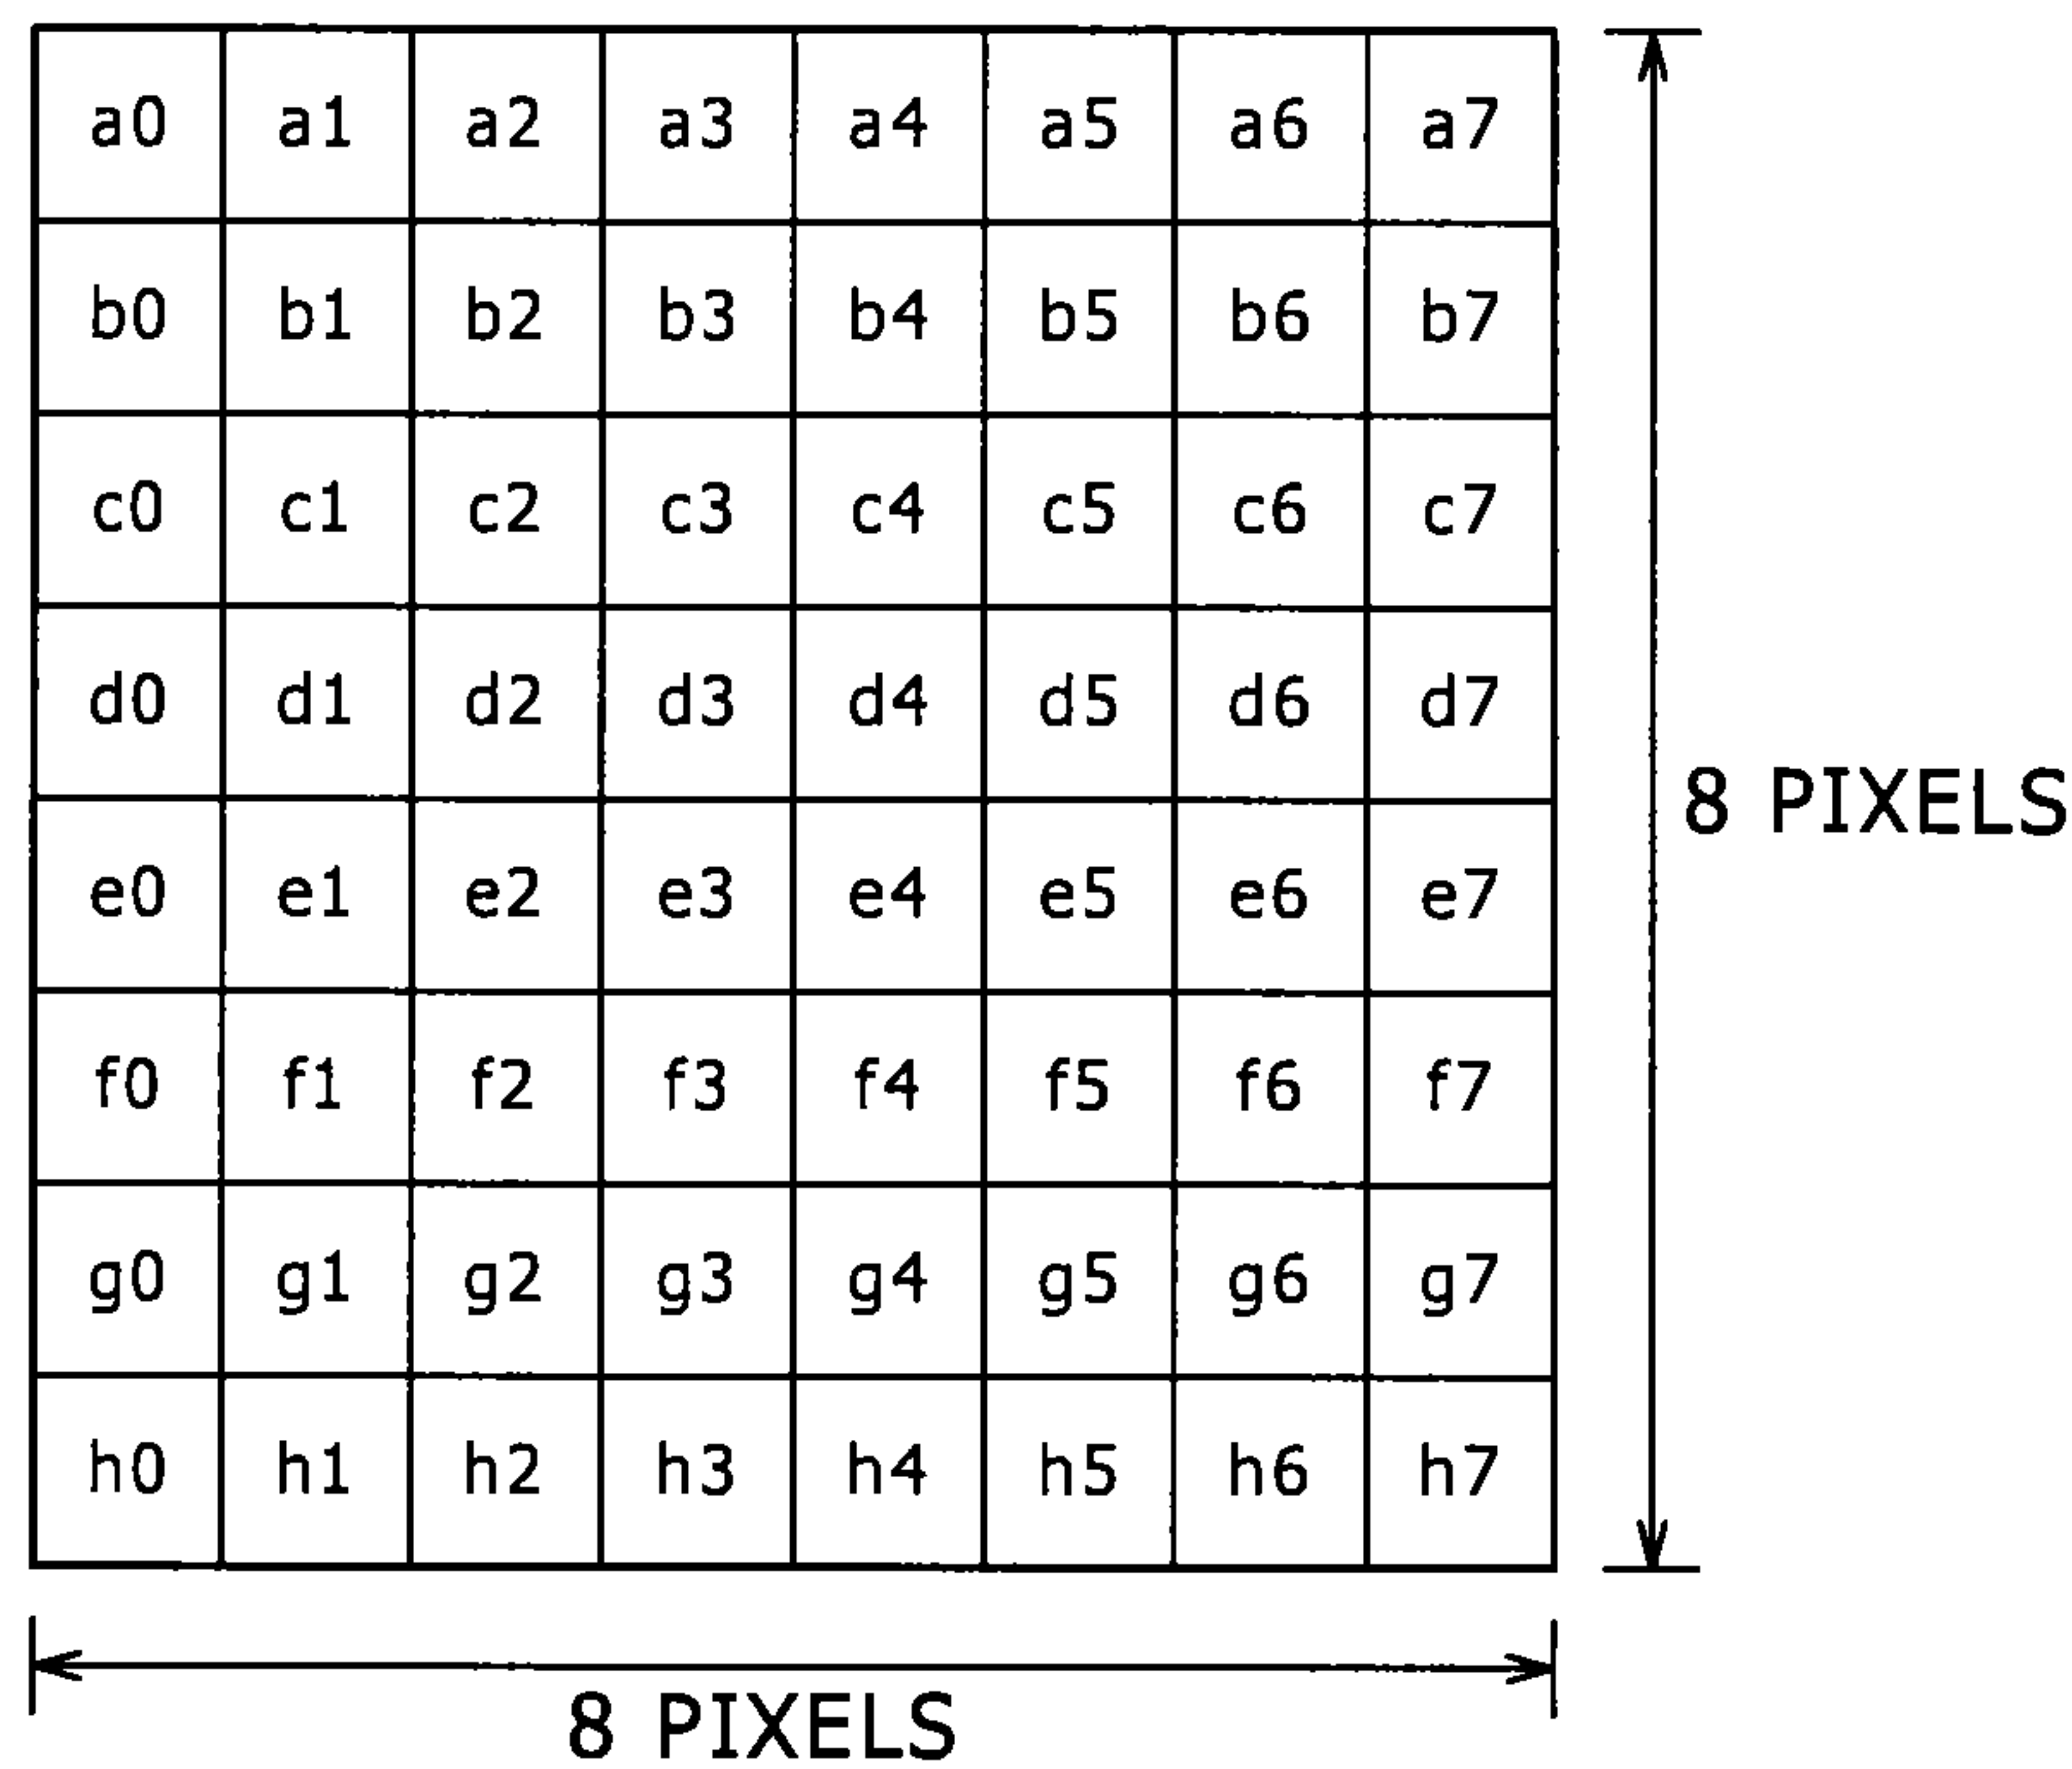 a0 a1 a2 a3 a4 a5 a6 a7
b0 b1 b2 b3 b4 b5 b6 b7
c0 c1 c2 c3 c4 c5 c6 c7
d0 d1 d2 d3 d4 d5 d6 d7
8 PIXELS
e0 e1 e2 e3 e4 e5 e6 e7
f0 f1 f2 f3 f4 f5 f6 f7
g0 g1 g2 g3 g4 g5 g6 g7
h0 h1 h2 h3 h4 h5 h6 h7
8 PIXELS